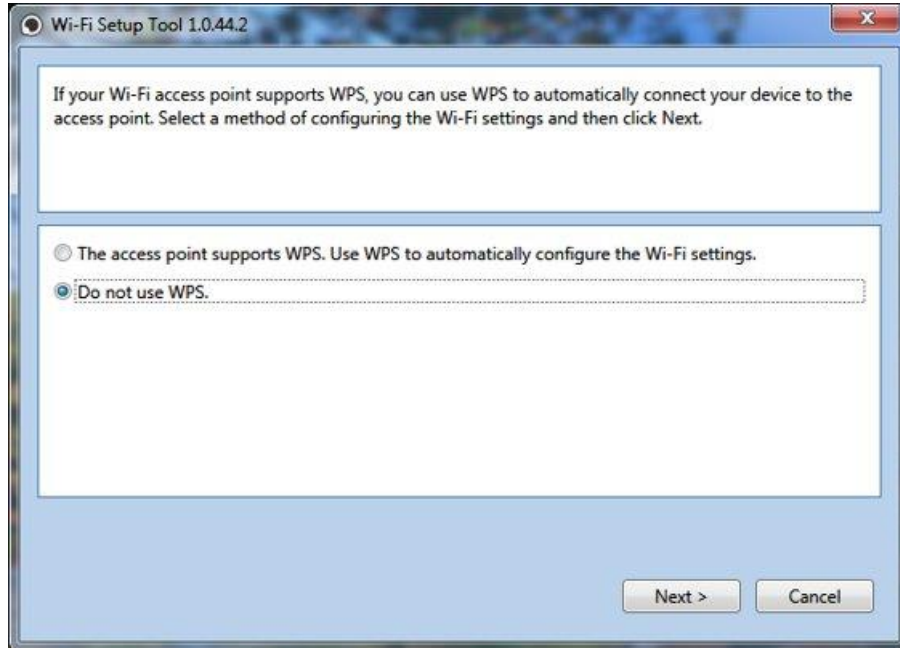 Wi-Fi Setup Tool 1.0.44.2
If your Wi-Fi access point supports WPS, you can use WPS to automatically connect your device to the
access point. Select a method of configuring the Wi-Fi settings and then click Next.
The access point supports WPS. Use WPS to automatically configure the Wi-Fi settings.
Do not use WPS.
Next >
Cancel